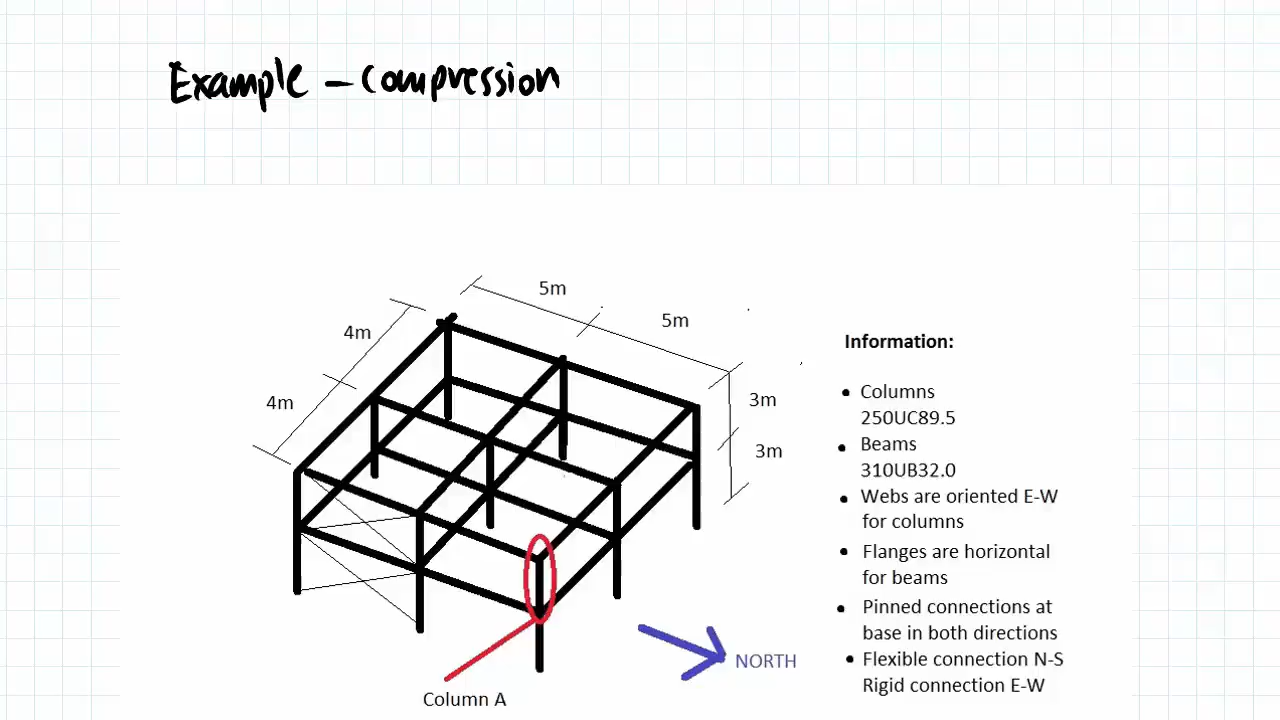 Example - compression
5m
5m
4m
4m
3m
3m
Column A
NORTH
Information:
• Columns
250UC89.5
• Beams
310UB32.0
• Webs are oriented E-W
for columns
• Flanges are horizontal
for beams
• Pinned connections at
base in both directions
• Flexible connection N-S
Rigid connection E-W